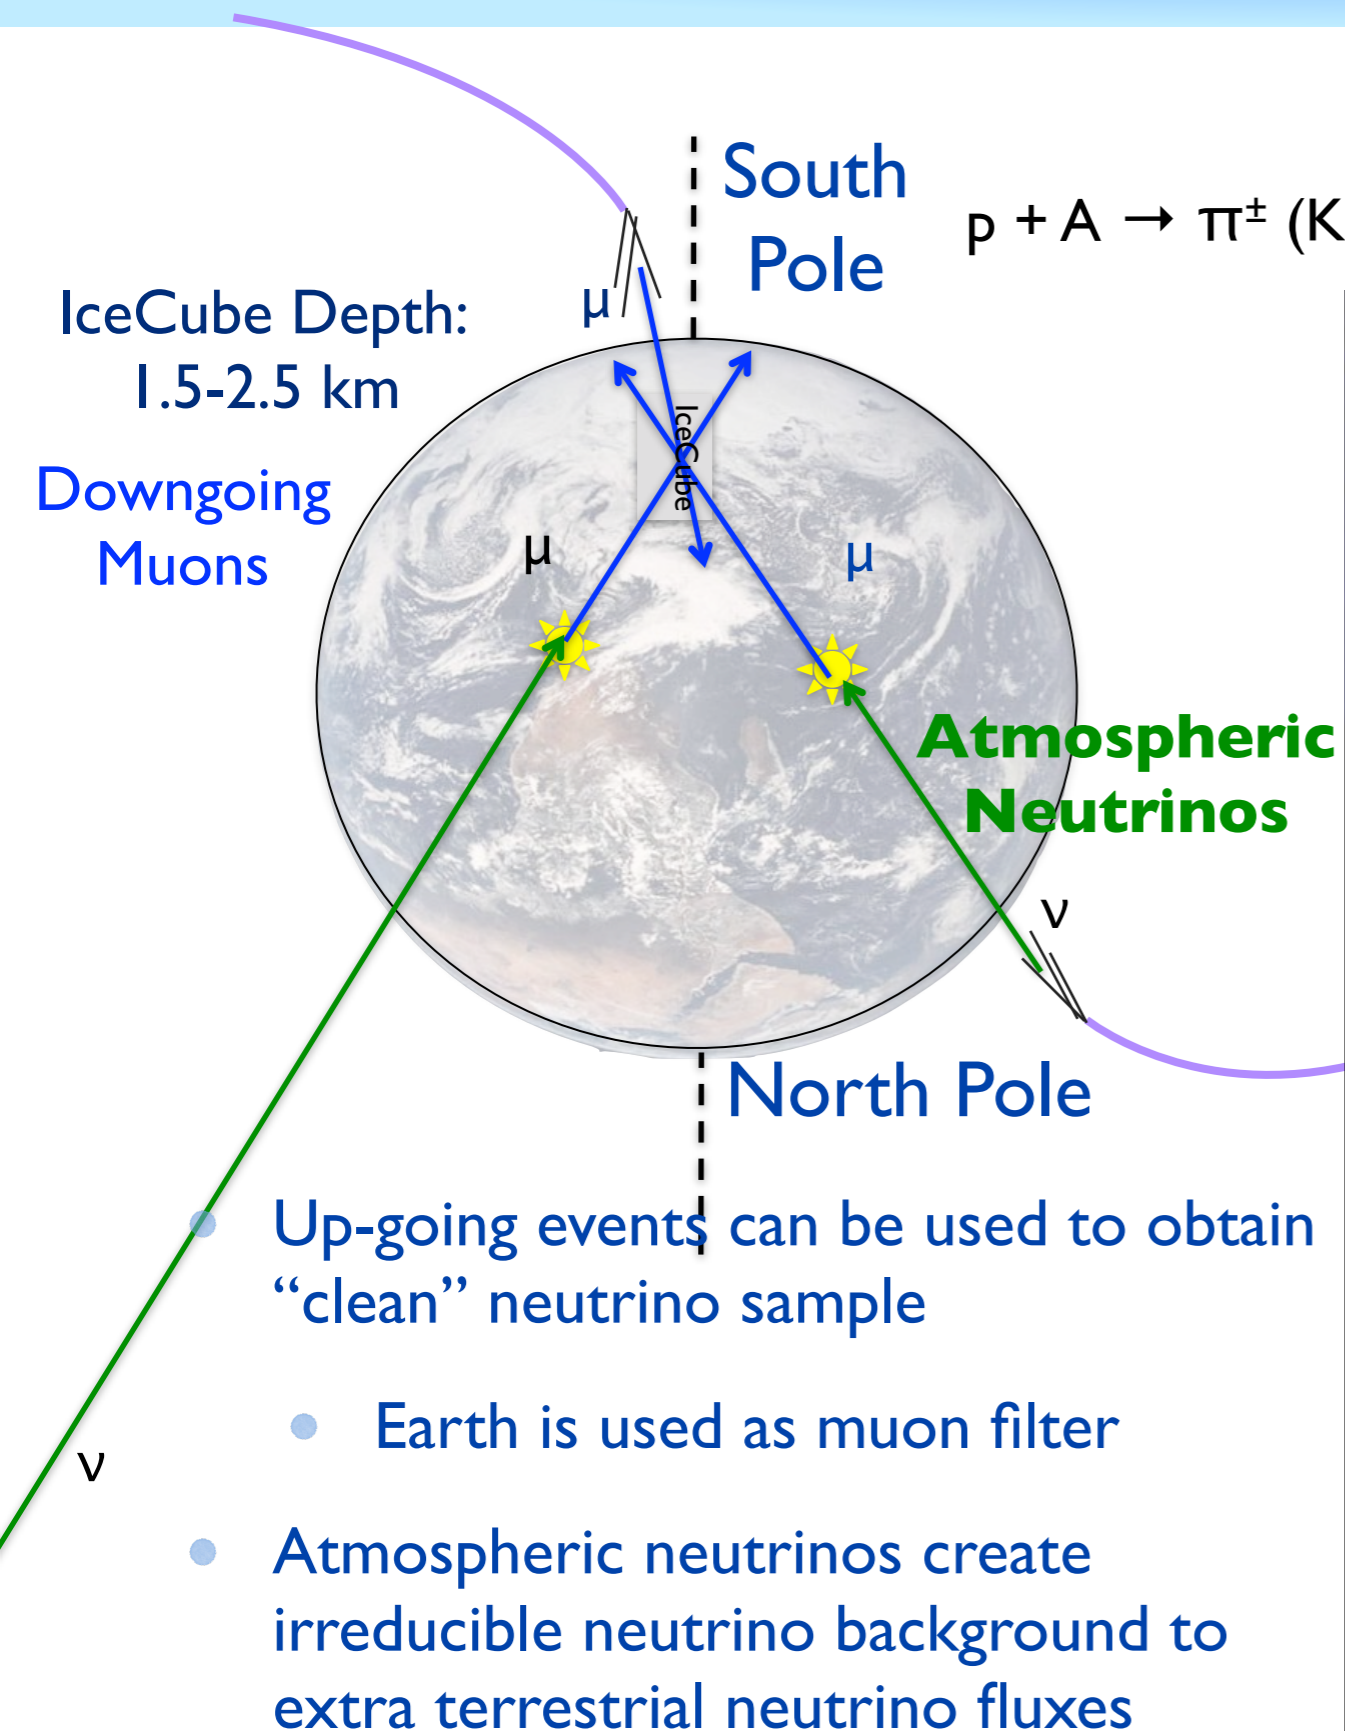 South
Pole
p + A → π± (K
IceCube Depth:
1.5-2.5 km
μ
Downgoing
Muons
IceCube
μ
μ
Atmospheric
Neutrinos
ν
North Pole
Up-going events can be used to obtain
“clean” neutrino sample
Earth is used as muon filter
ν
Atmospheric neutrinos create
irreducible neutrino background to
extra terrestrial neutrino fluxes